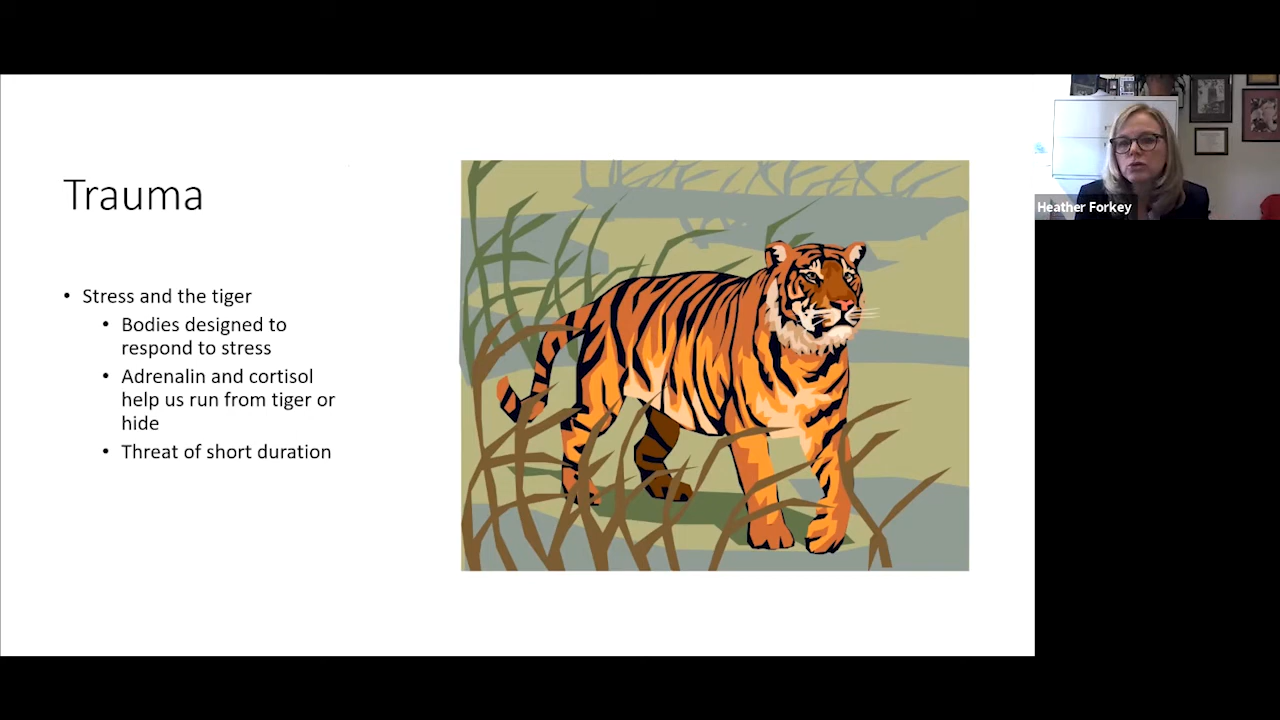 Trauma
• Stress and the tiger
• Bodies designed to
respond to stress
• Adrenalin and cortisol
help us run from tiger or
hide
• Threat of short duration
Heather Forkey